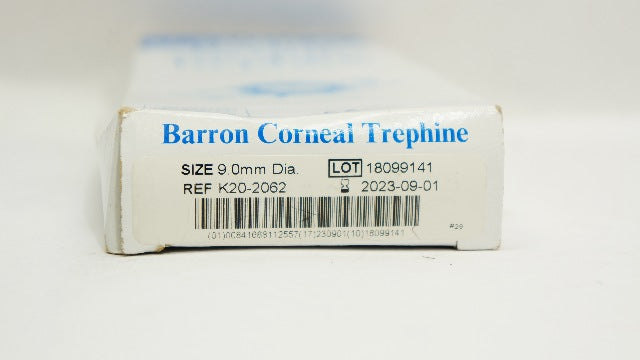 Barron Corneal Trephine
SIZE 9.0mm Dia. LOT 18099141
REF K20-2062 2023-09-01
(01)00841668112557(17)230901(10)18099141
#29